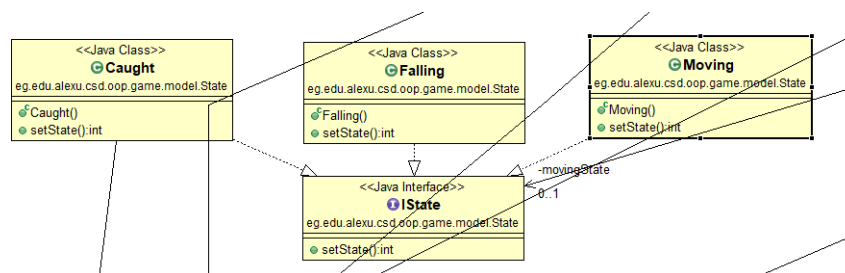 <<Java Class>>
Caught
eg.edu.alexu.csd.oop.game.model.State
Caught()
setState():int
<<Java Class>>
Falling
eg.edu.alexu.csd.oop.game.model.State
Falling()
setState():int
<<Java Class>>
Moving
eg.edu.alexu.csd.oop.game.model.State
Moving()
setState():int
-movingState
0..1
<<Java Interface>>
IState
eg.edu.alexu.csd.oop.game.model.State
setState():int